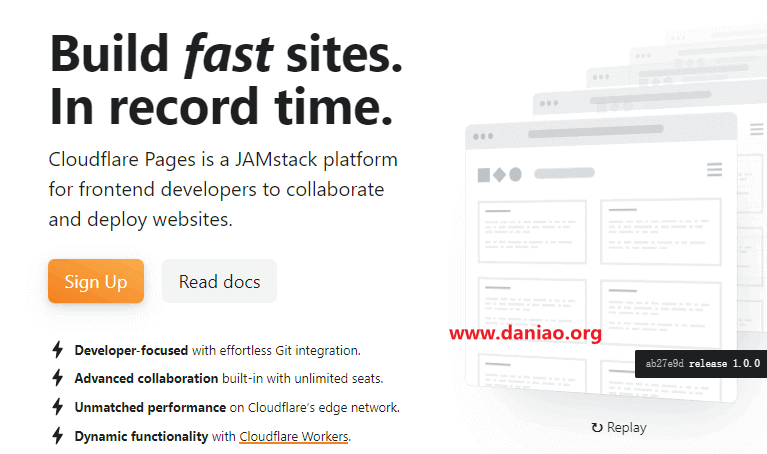 Build fast sites.
In record time.
Cloudflare Pages is a JAMstack platform
for frontend developers to collaborate
and deploy websites.
Sign Up
Read docs
Developer-focused with effortless Git integration.
Advanced collaboration built-in with unlimited seats.
Unmatched performance on Cloudflare's edge network.
Dynamic functionality with Cloudflare Workers.
www.daniao.org
ab27e9d release 1.0.0
Replay